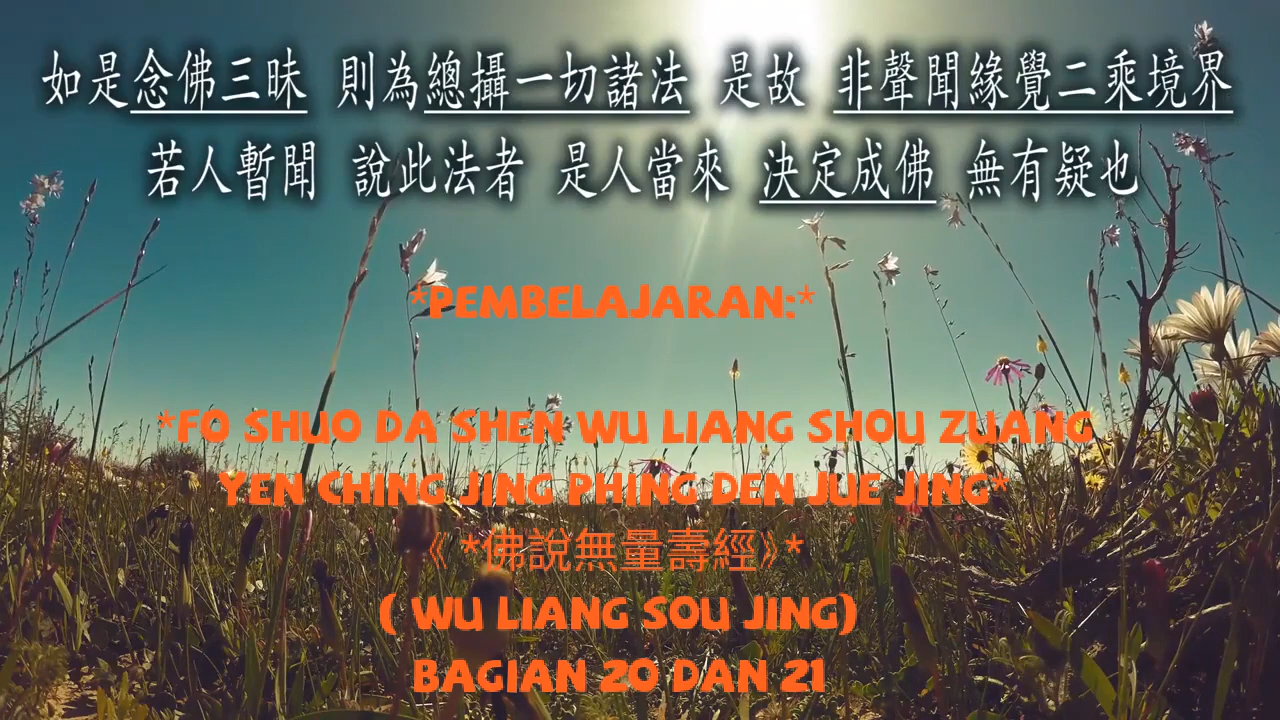 如是念佛三昧 則為總攝一切諸法 是故 非聲聞緣覺二乘境界
若人暫聞 說此法者 是人當來 決定成佛 無有疑也
*PEMBELAJARAN:*
*FO SHUO DA SHEN WU LIANG SHOU ZUANG
YEN CHING JING PHING DEN JUE JING*
《 *佛說無量壽經》*
( WU LIANG SOU JING)
BAGIAN 20 DAN 21